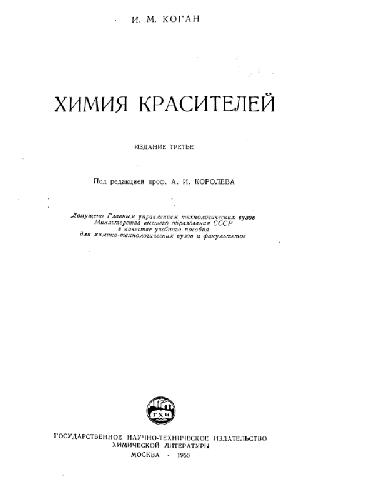 И. М. КОГАН
ХИМИЯ КРАСИТЕЛЕЙ
ИЗДАНИЕ ТРЕТЬЕ
Под редакцией проф. А. И. КОРОЛЕВА
Допущено Главным управлением технологических вузов
Министерства высшего образования СССР
в качестве учебного пособия
для химико-технологических вузов и факультетов
ГХИ
ГОСУДАРСТВЕННОЕ НАУЧНО-ТЕХНИЧЕСКОЕ ИЗДАТЕЛЬСТВО
ХИМИЧЕСКОЙ ЛИТЕРАТУРЫ
МОСКВА -